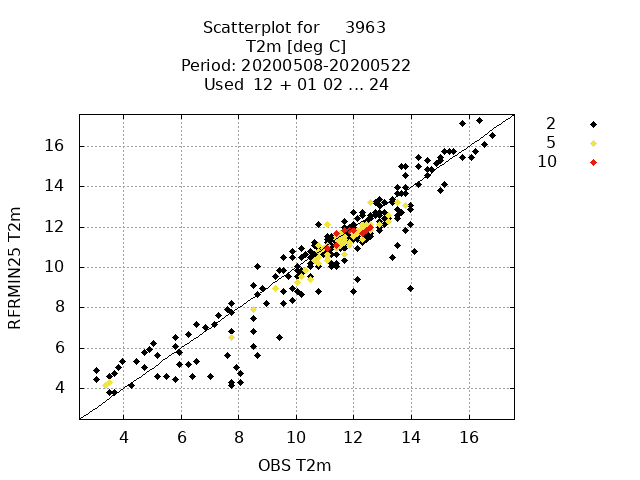 Scatterplot for 3963
T2m [deg C]
Period: 20200508-20200522
Used 12 + 01 02 ... 24
2
5
10
16
14
12
10
8
6
4
RFRMIN25 T2m
4 6 8 10 12 14 16
OBS T2m